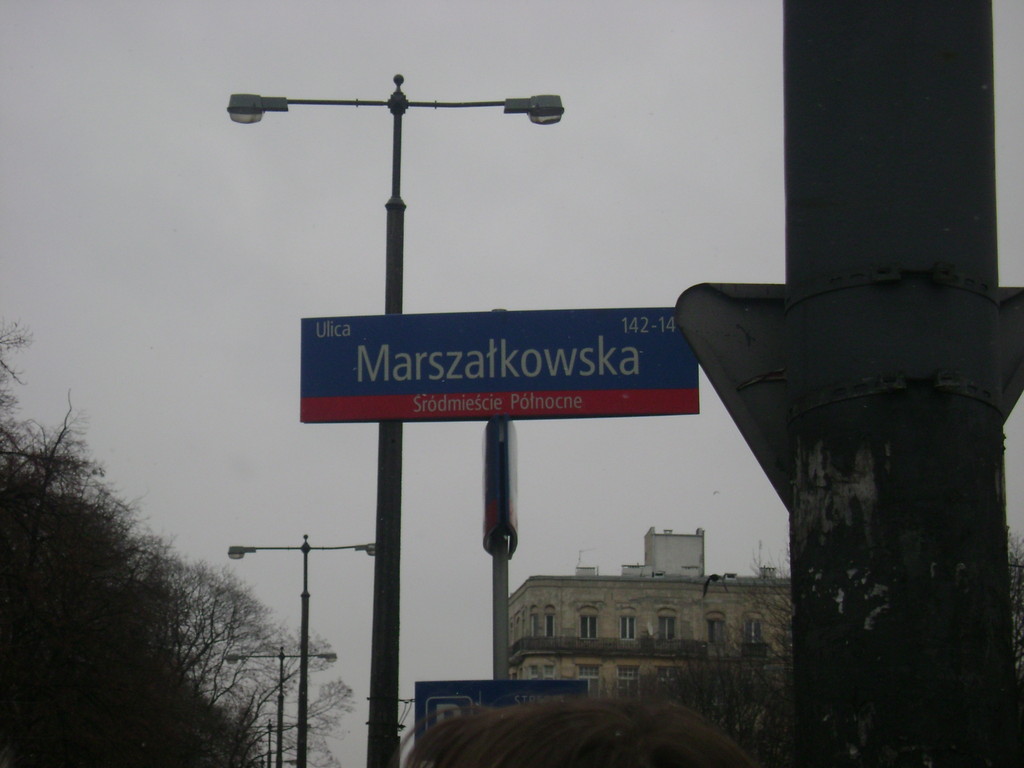 Ulica
142-14
Marszałkowska
Śródmieście Północne
P